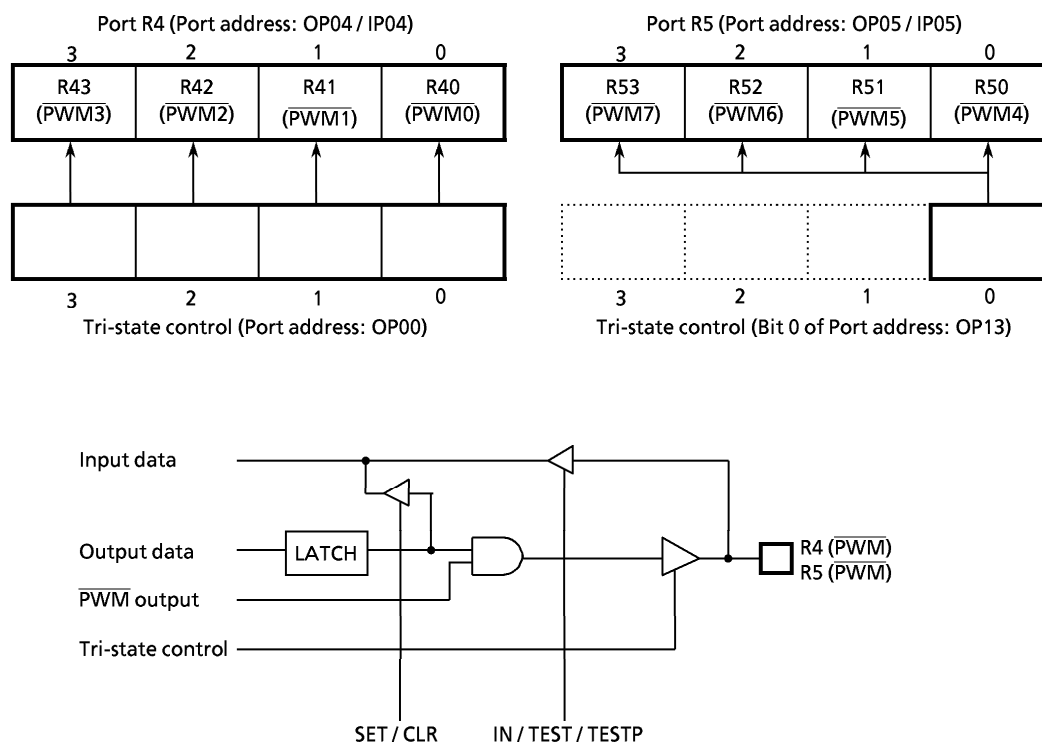 Port R4 (Port address: OP04 / IP04)
3 2 1 0
R43 R42 R41 R40
(PWM3) (PWM2) (PWM1) (PWM0)
3 2 1 0
Tri-state control (Port address: OP00)
Port R5 (Port address: OP05 / IP05)
3 2 1 0
R53 R52 R51 R50
(PWM7) (PWM6) (PWM5) (PWM4)
3 2 1 0
Tri-state control (Bit 0 of Port address: OP13)
Input data
Output data
LATCH
R4 (PWM)
R5 (PWM)
PWM output
Tri-state control
SET / CLR
IN / TEST / TESTP